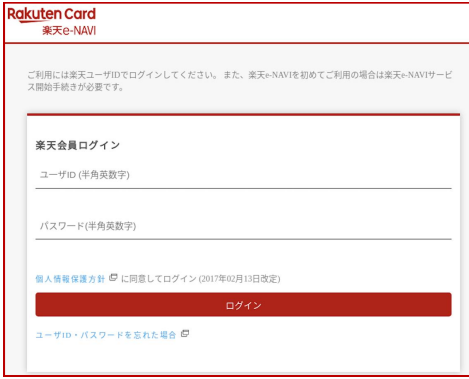 Rakuten Card
楽天e-NAVI
ご利用には楽天ユーザIDでログインしてください。 また、楽天e-NAVIを初めてご利用の場合は楽天e-NAVIサービ
ス開始手続きが必要です。
楽天会員ログイン
ユーザID (半角英数字)
パスワード(半角英数字)
個人情報保護方針 に同意してログイン (2017年02月13日改定)
ログイン
ユーザID・パスワードを忘れた場合